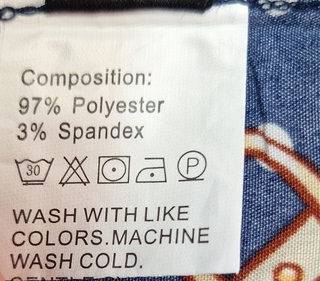 Composition:
97% Polyester
3% Spandex
30 P
WASH WITH LIKE
COLORS.MACHINE
WASH COLD.